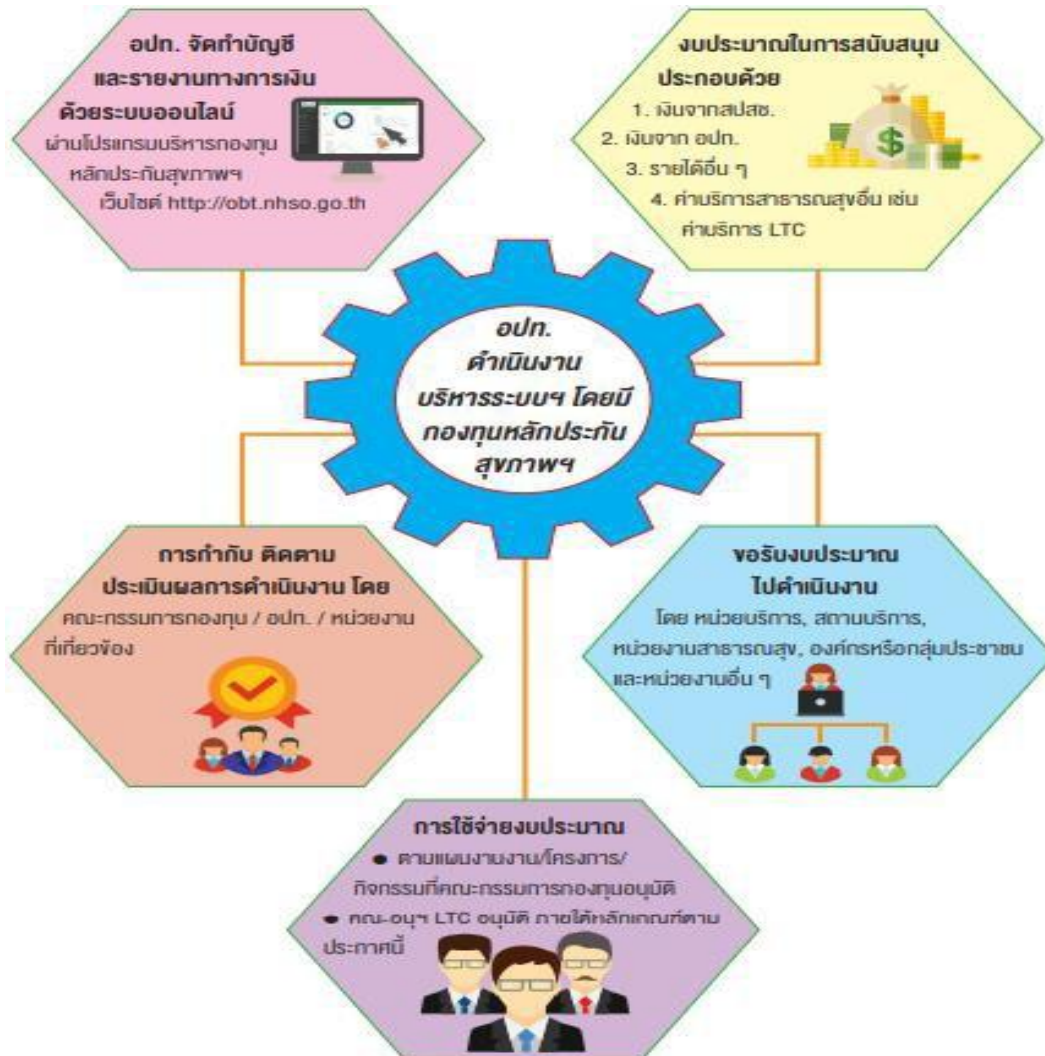 อปท. จัดทำบัญชี
และรายงานทางการเงิน
ด้วยระบบออนไลน์
ผ่านโปรแกรมบริหารกองทุน
หลักประกันสุขภาพฯ
เว็บไซต์ http://obt.nhso.go.th
งบประมาณในการสนับสนุน
ประกอบด้วย
1. เงินจากสปสช.
2. เงินจาก อปท.
3. รายได้อื่น ๆ
4. ค่าบริการสาธารณสุขอื่น เช่น
ค่าบริการ LTC
อปท.
ดำเนินงาน
บริหารระบบฯ โดยมี
กองทุนหลักประกัน
สุขภาพฯ
การกำกับ ติดตาม
ประเมินผลการดำเนินงาน โดย
คณะกรรมการกองทุน / อปท. / หน่วยงาน
ที่เกี่ยวข้อง
ขอรับงบประมาณ
ไปดำเนินงาน
โดย หน่วยบริการ, สถานบริการ,
หน่วยงานสาธารณสุข, องค์กรหรือกลุ่มประชาชน
และหน่วยงานอื่น ๆ
การใช้จ่ายงบประมาณ
● ตามแผนงานงาน/โครงการ/
กิจกรรมที่คณะกรรมการกองทุนอนุมัติ
● คณะอนุฯ LTC อนุมัติ ภายใต้หลักเกณฑ์ตาม
ประกาศนี้